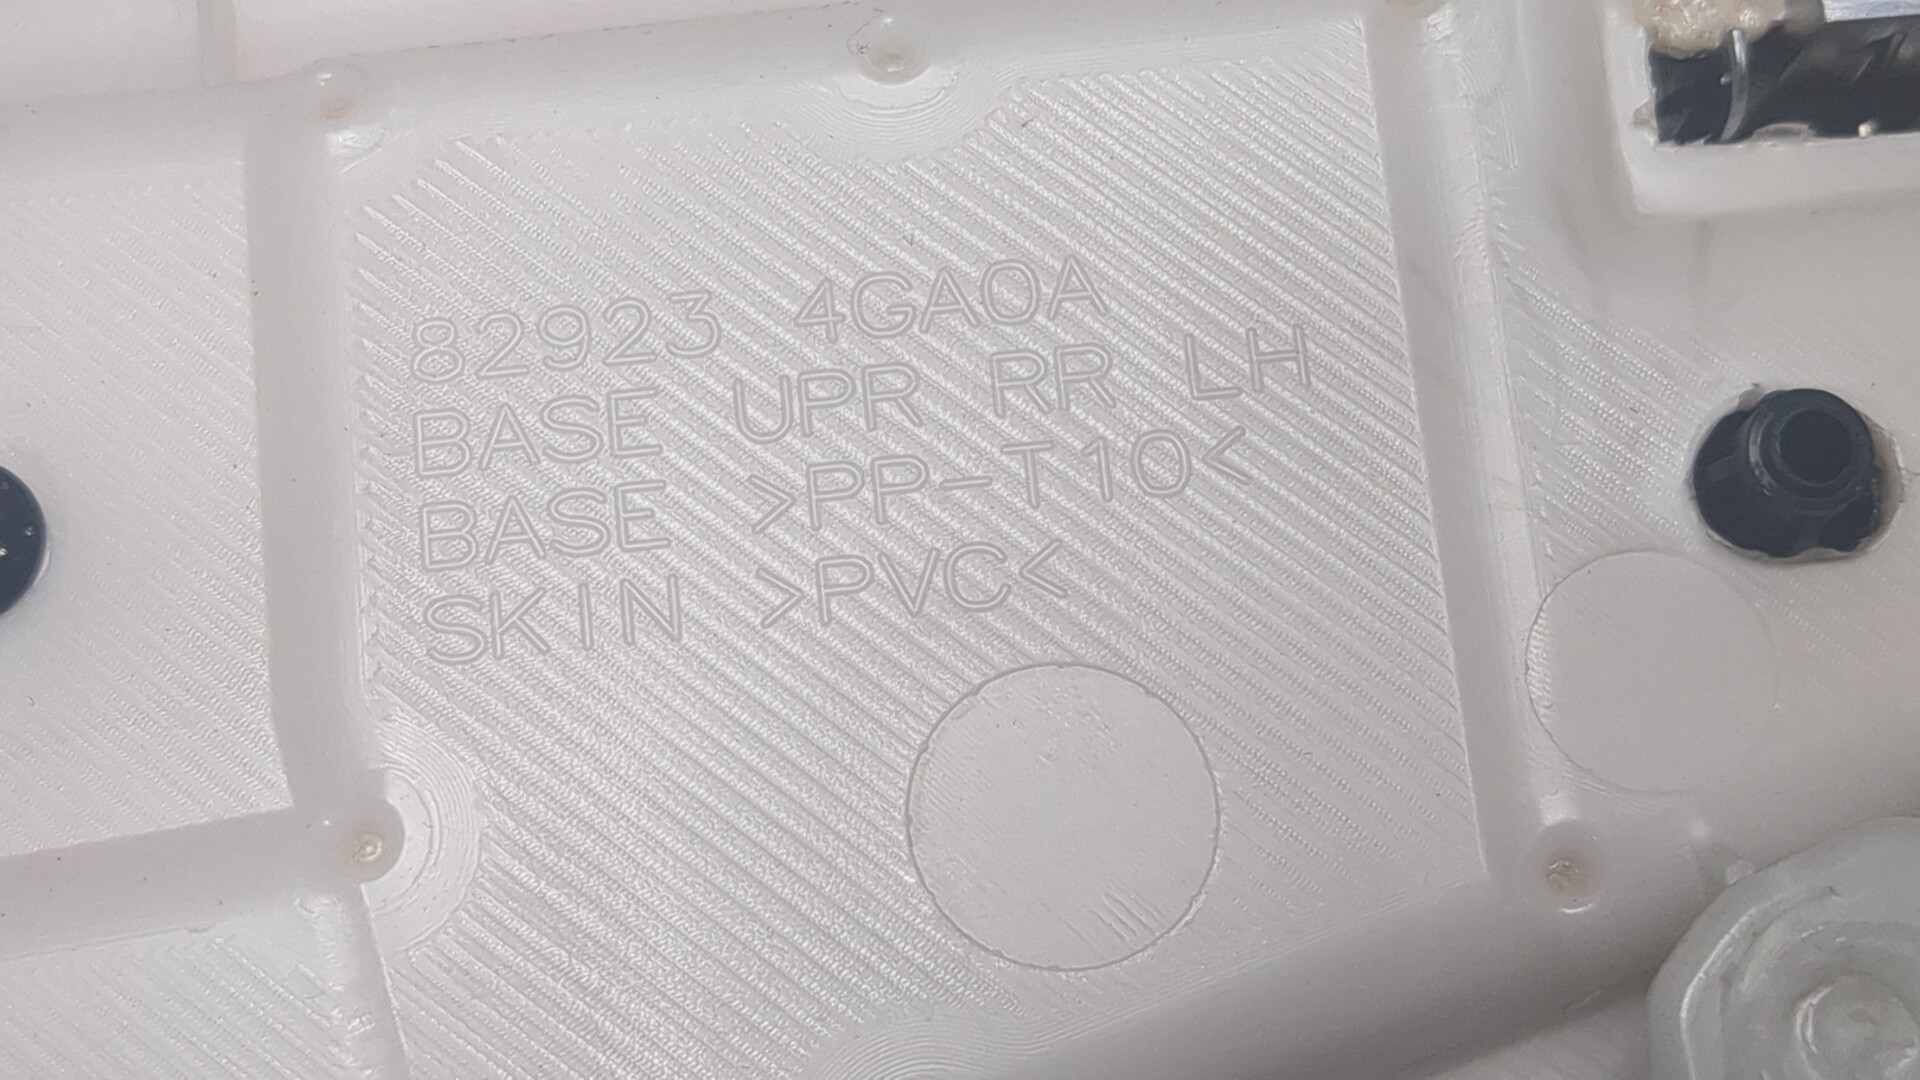 82923 4GA0A
BASE UPR RR LH
BASE >PP-T10<
SKIN >PVC<